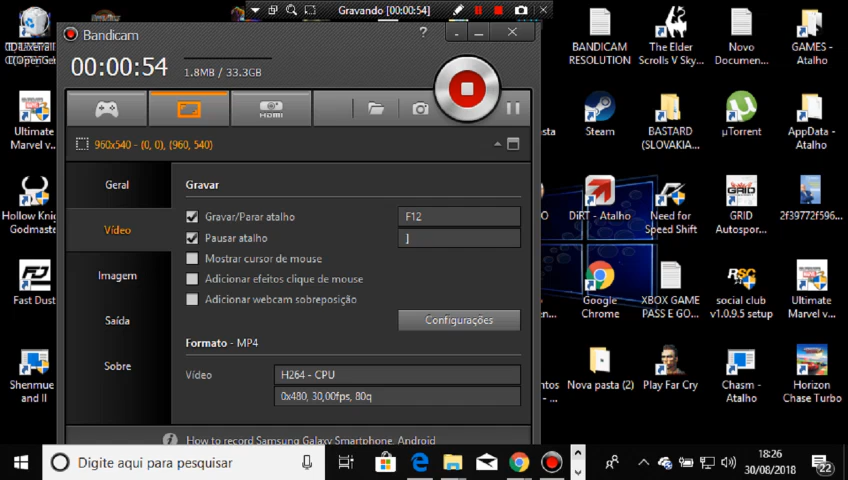 Gravando [00:00:54]
Bandicam
?
00:00:54
1.8MB / 33.3GB
HDMI
960x540 - (0, 0), (960, 540)
Geral
Vídeo
Imagem
Saída
Sobre
Gravar
Gravar/Parar atalho
F12
Pausar atalho
]
Mostrar cursor de mouse
Adicionar efeitos clique de mouse
Adicionar webcam sobreposição
Configurações
Formato - MP4
Vídeo
H264 - CPU
0x480, 30,00fps, 80q
How to record Samsung Galaxy Smartphone, Android
Ultimate
Marvel v...
Hollow Knig
Godmaste
Fast Dust
Shenmue
and II
BANDICAM
RESOLUTION
The Elder
Scrolls V Sky...
Novo
Documen...
GAMES -
Atalho
Steam
BASTARD
(SLOVAKIA...
µTorrent
AppData -
Atalho
DiRT - Atalho
Need for
Speed Shift
GRID
Autospor...
2f39772f596...
Google
Chrome
XBOX GAME
PASS E GO...
social club
v1.0.9.5 setup
Ultimate
Marvel v...
Nova pasta (2)
Play Far Cry
Chasm -
Atalho
Horizon
Chase Turbo
Digite aqui para pesquisar
18:26
30/08/2018
22